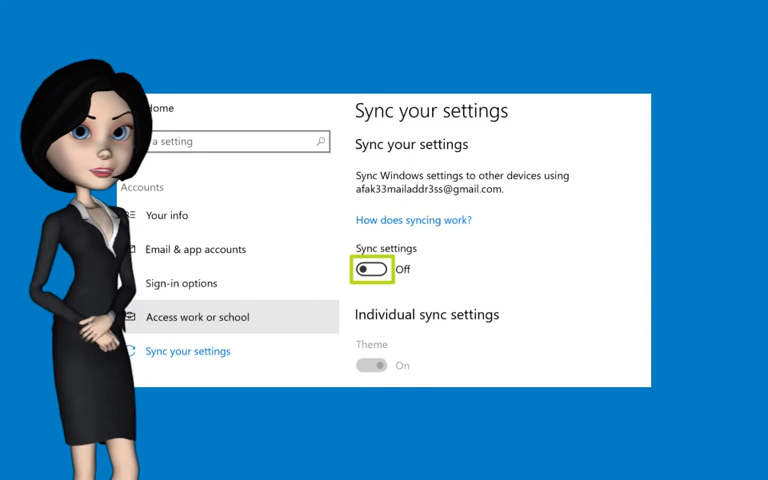 Home
a setting
Accounts
Your info
Email & app accounts
Sign-in options
Access work or school
Sync your settings
Sync your settings
Sync your settings
Sync Windows settings to other devices using
afak33mailaddr3ss@gmail.com.
How does syncing work?
Sync settings
Off
Individual sync settings
Theme
On